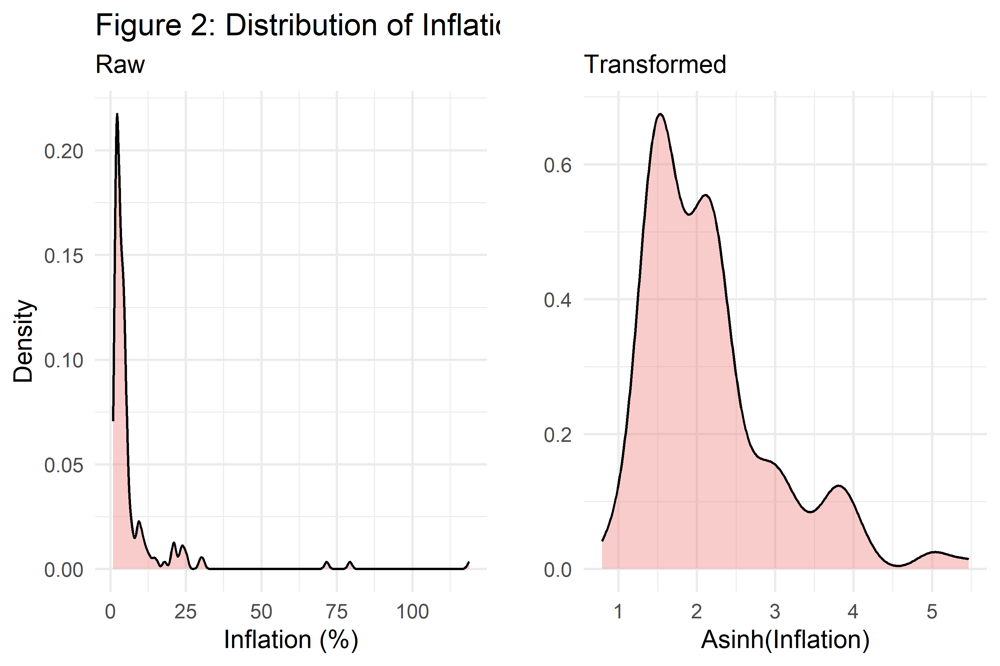 Figure 2: Distribution of Inflatic
Raw
Transformed
Density
0.20
0.15
0.10
0.05
0.00
0 25 50 75 100
Inflation (%)
0.6
0.4
0.2
0.0
1 2 3 4 5
Asinh(Inflation)